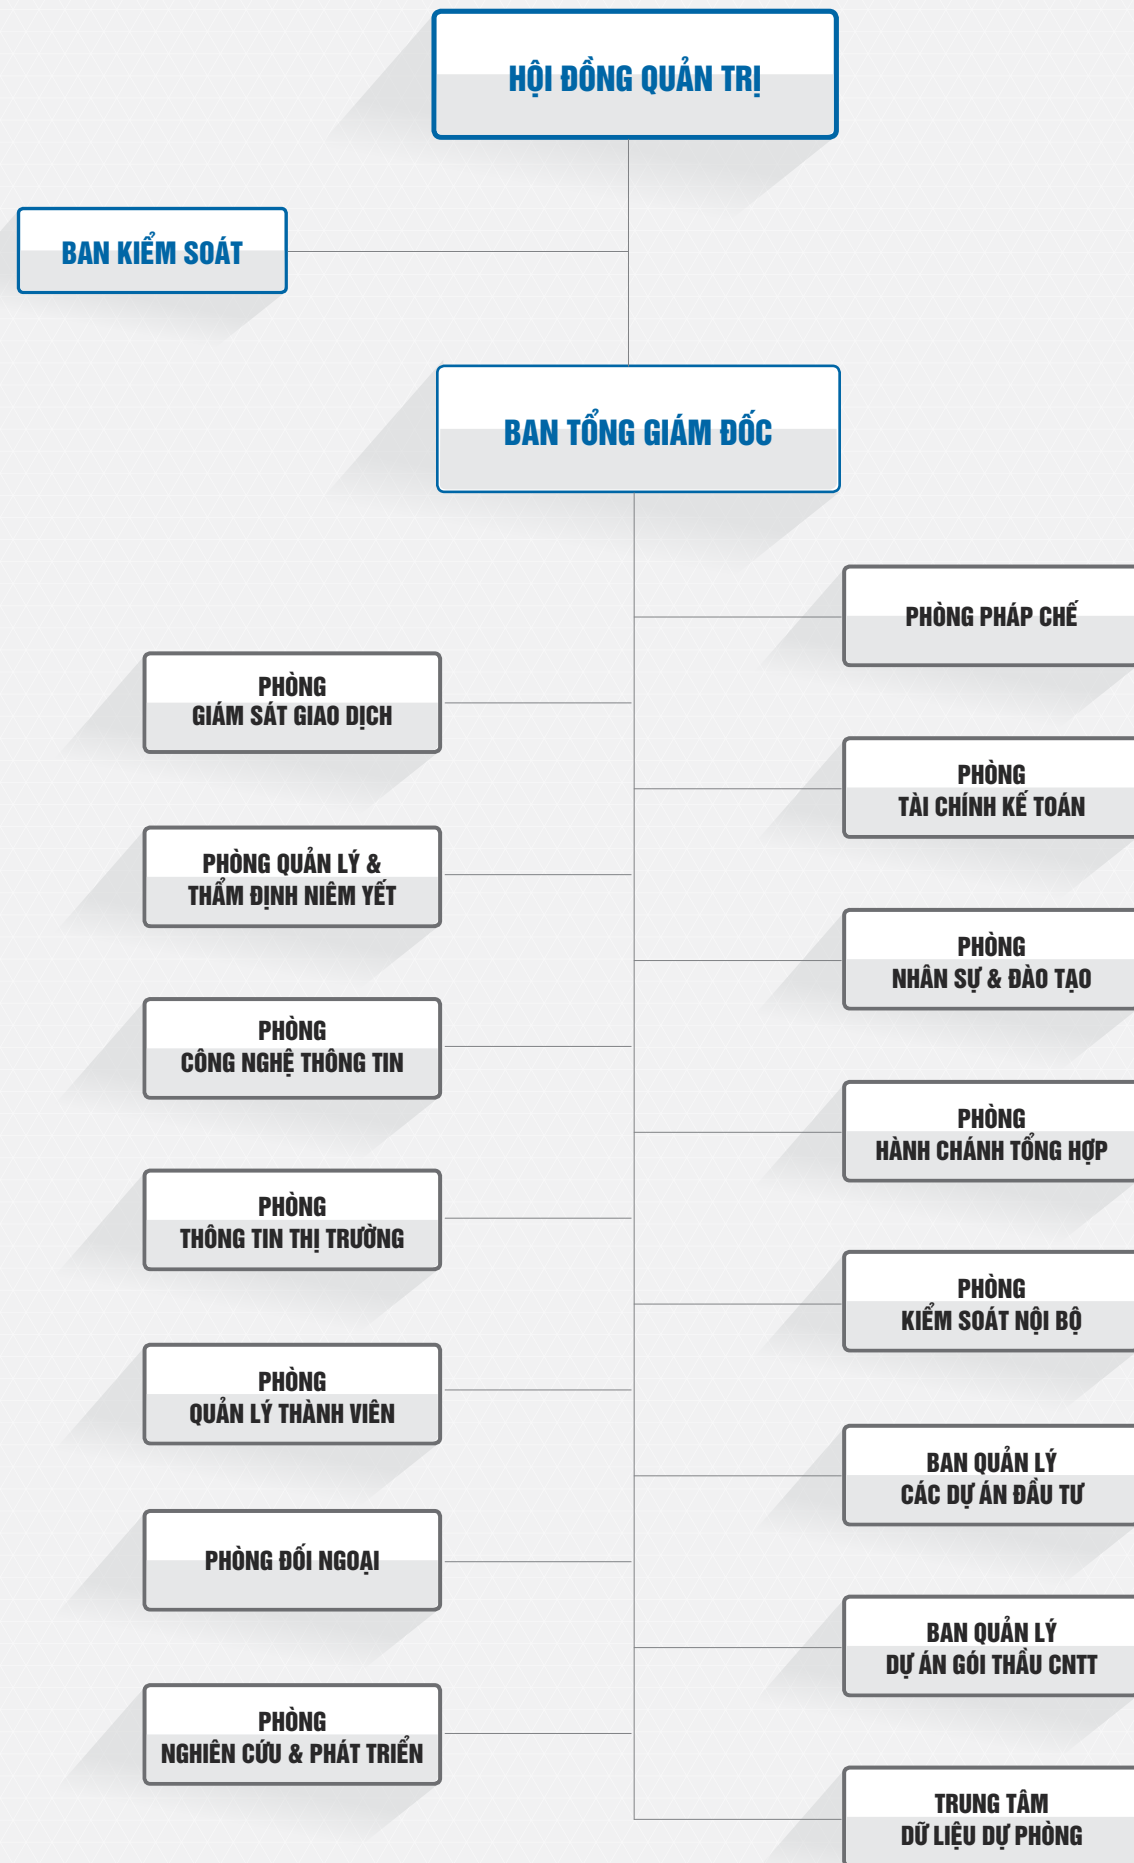 HỘI ĐỒNG QUẢN TRỊ
BAN KIỂM SOÁT
BAN TỔNG GIÁM ĐỐC
PHÒNG PHÁP CHẾ
PHÒNG
GIÁM SÁT GIAO DỊCH
PHÒNG
TÀI CHÍNH KẾ TOÁN
PHÒNG QUẢN LÝ &
THẨM ĐỊNH NIÊM YẾT
PHÒNG
NHÂN SỰ & ĐÀO TẠO
PHÒNG
CÔNG NGHỆ THÔNG TIN
PHÒNG
HÀNH CHÁNH TỔNG HỢP
PHÒNG
THÔNG TIN THỊ TRƯỜNG
PHÒNG
KIỂM SOÁT NỘI BỘ
PHÒNG
QUẢN LÝ THÀNH VIÊN
BAN QUẢN LÝ
CÁC DỰ ÁN ĐẦU TƯ
PHÒNG ĐỐI NGOẠI
BAN QUẢN LÝ
DỰ ÁN GÓI THẦU CNTT
PHÒNG
NGHIÊN CỨU & PHÁT TRIỂN
TRUNG TÂM
DỮ LIỆU DỰ PHÒNG